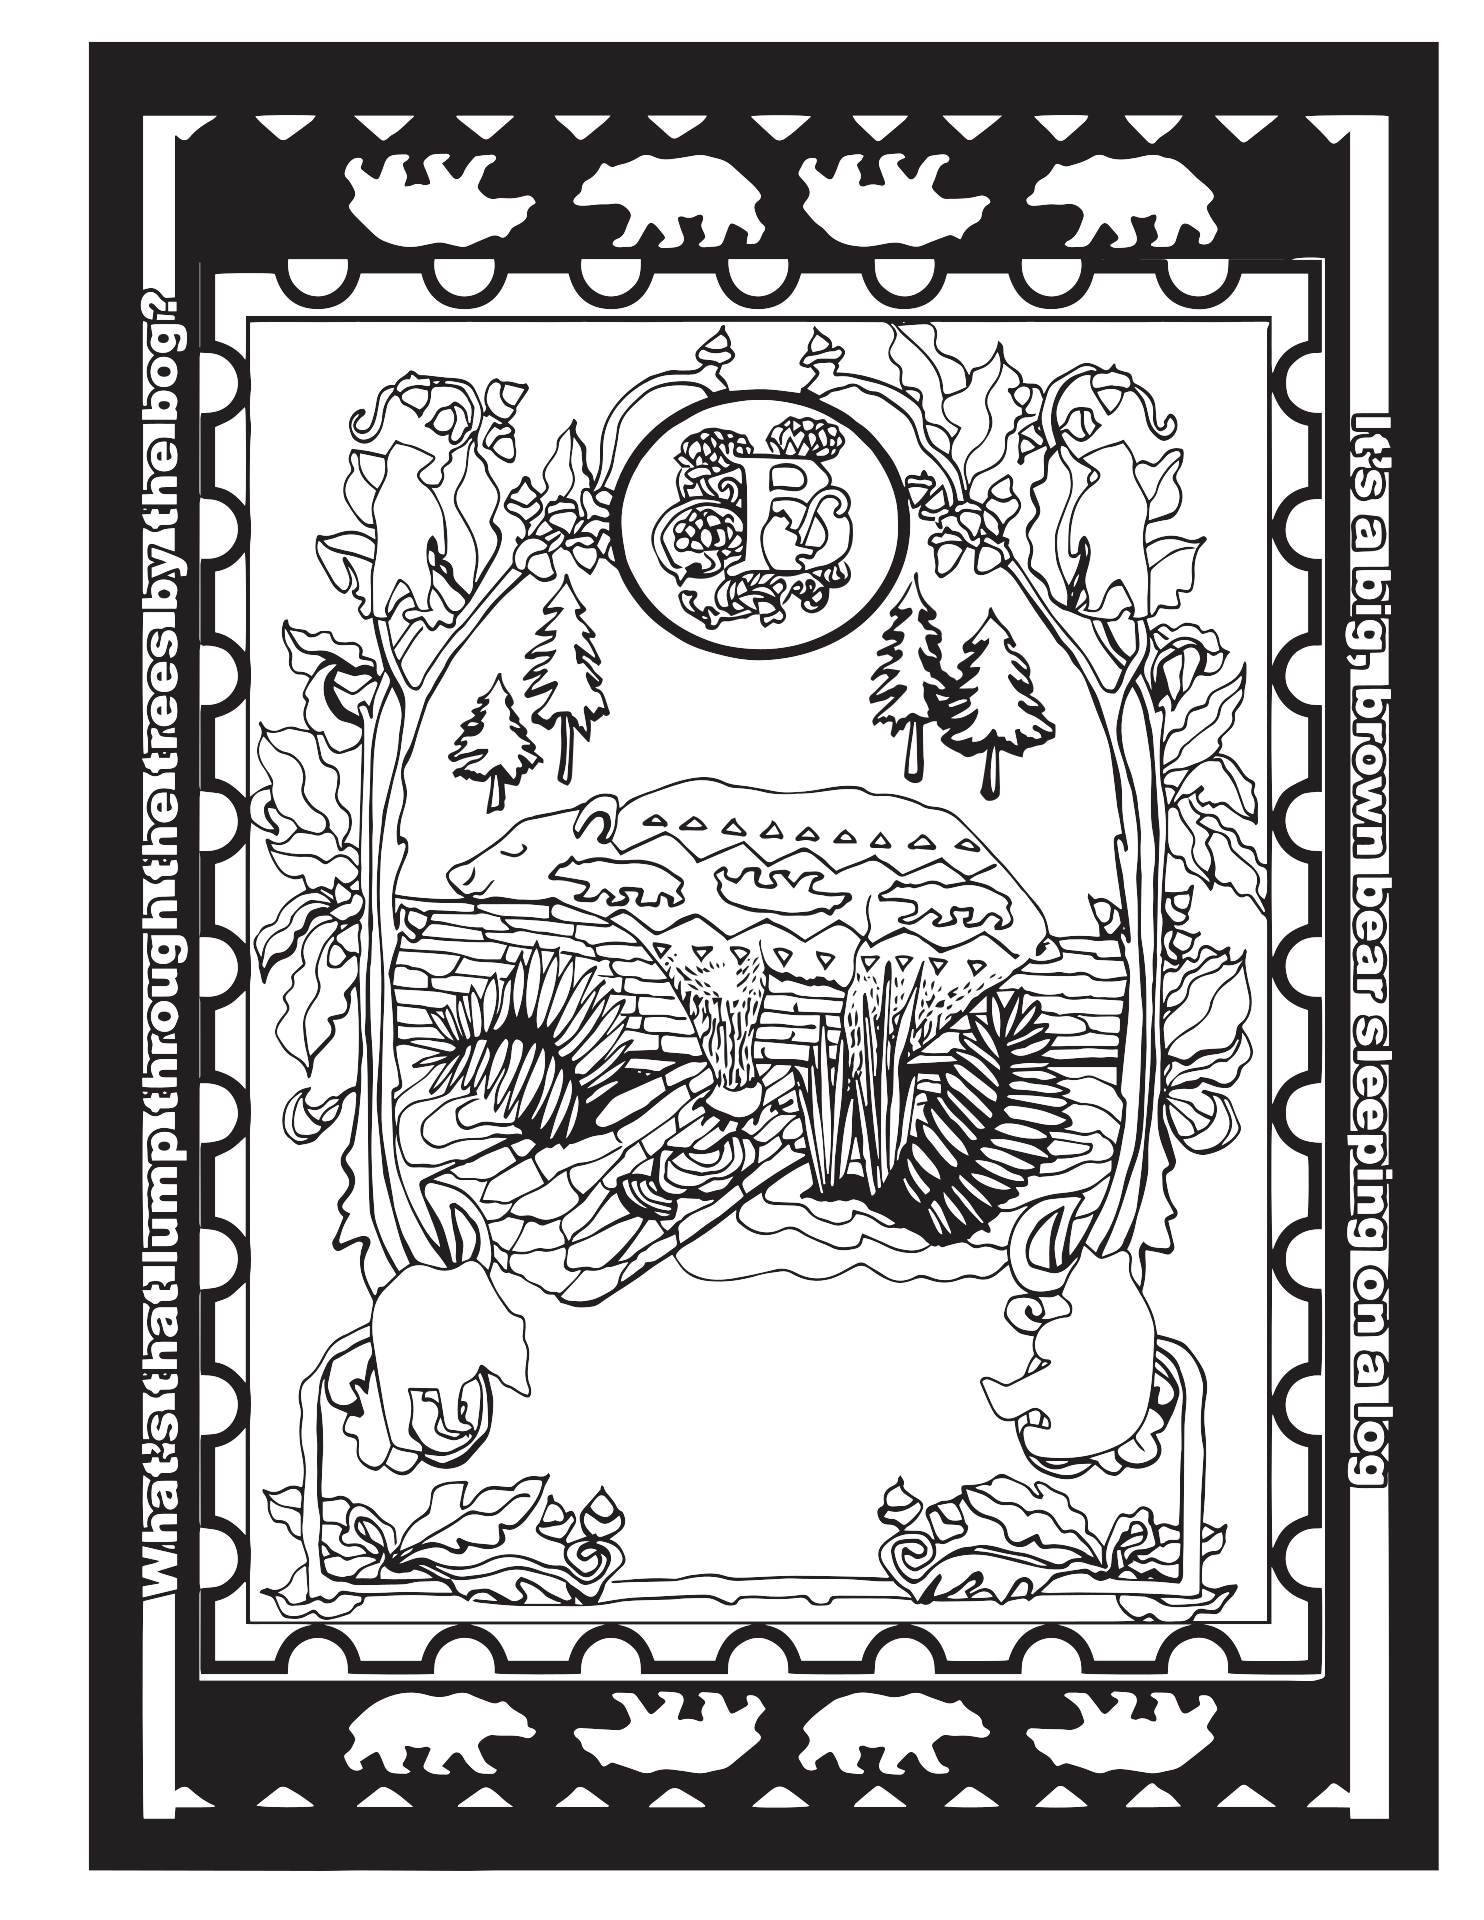 What's that lump through the trees by the bog?
B
It's a big, brown bear sleeping on a log